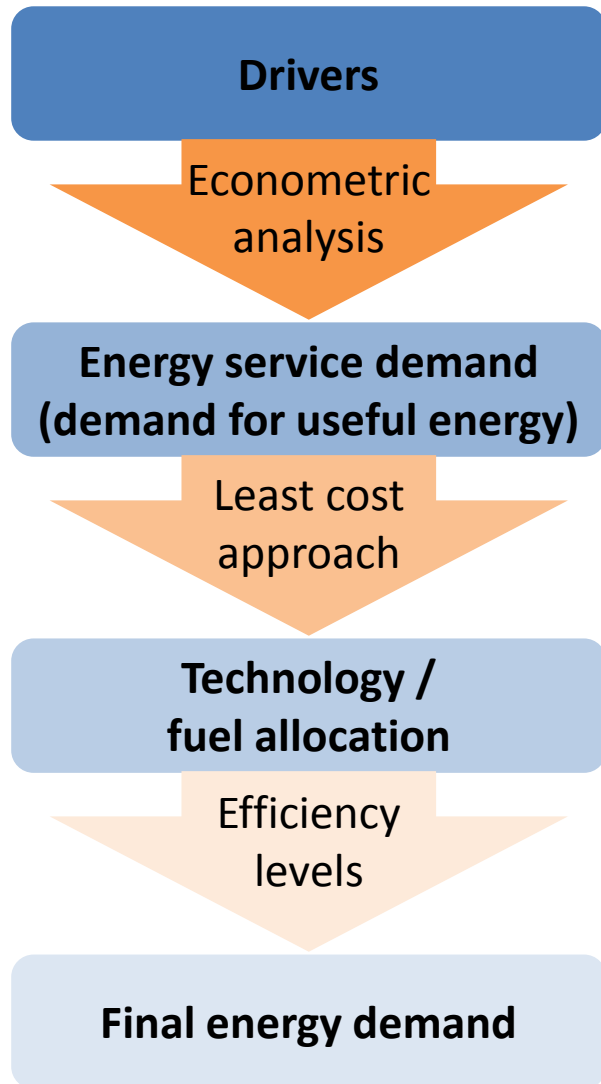 Drivers
Econometric
analysis
Energy service demand
(demand for useful energy)
Least cost
approach
Technology /
fuel allocation
Efficiency
levels
Final energy demand